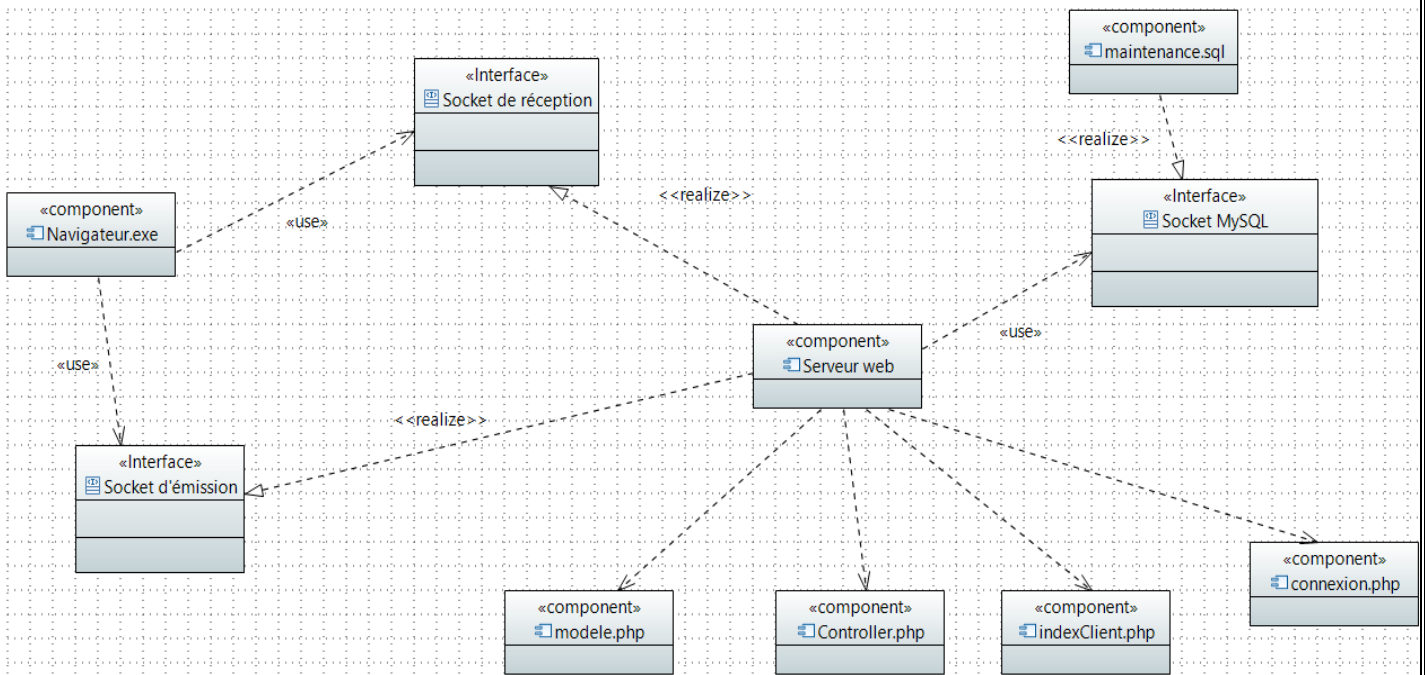 «component»
maintenance.sql
«Interface»
Socket de réception
<<realize>>
<<realize>>
«Interface»
Socket MySQL
«component»
Navigateur.exe
«use»
«use»
«component»
Serveur web
«use»
<<realize>>
«Interface»
Socket d'émission
«component»
connexion.php
«component»
modele.php
«component»
Controller.php
«component»
indexClient.php